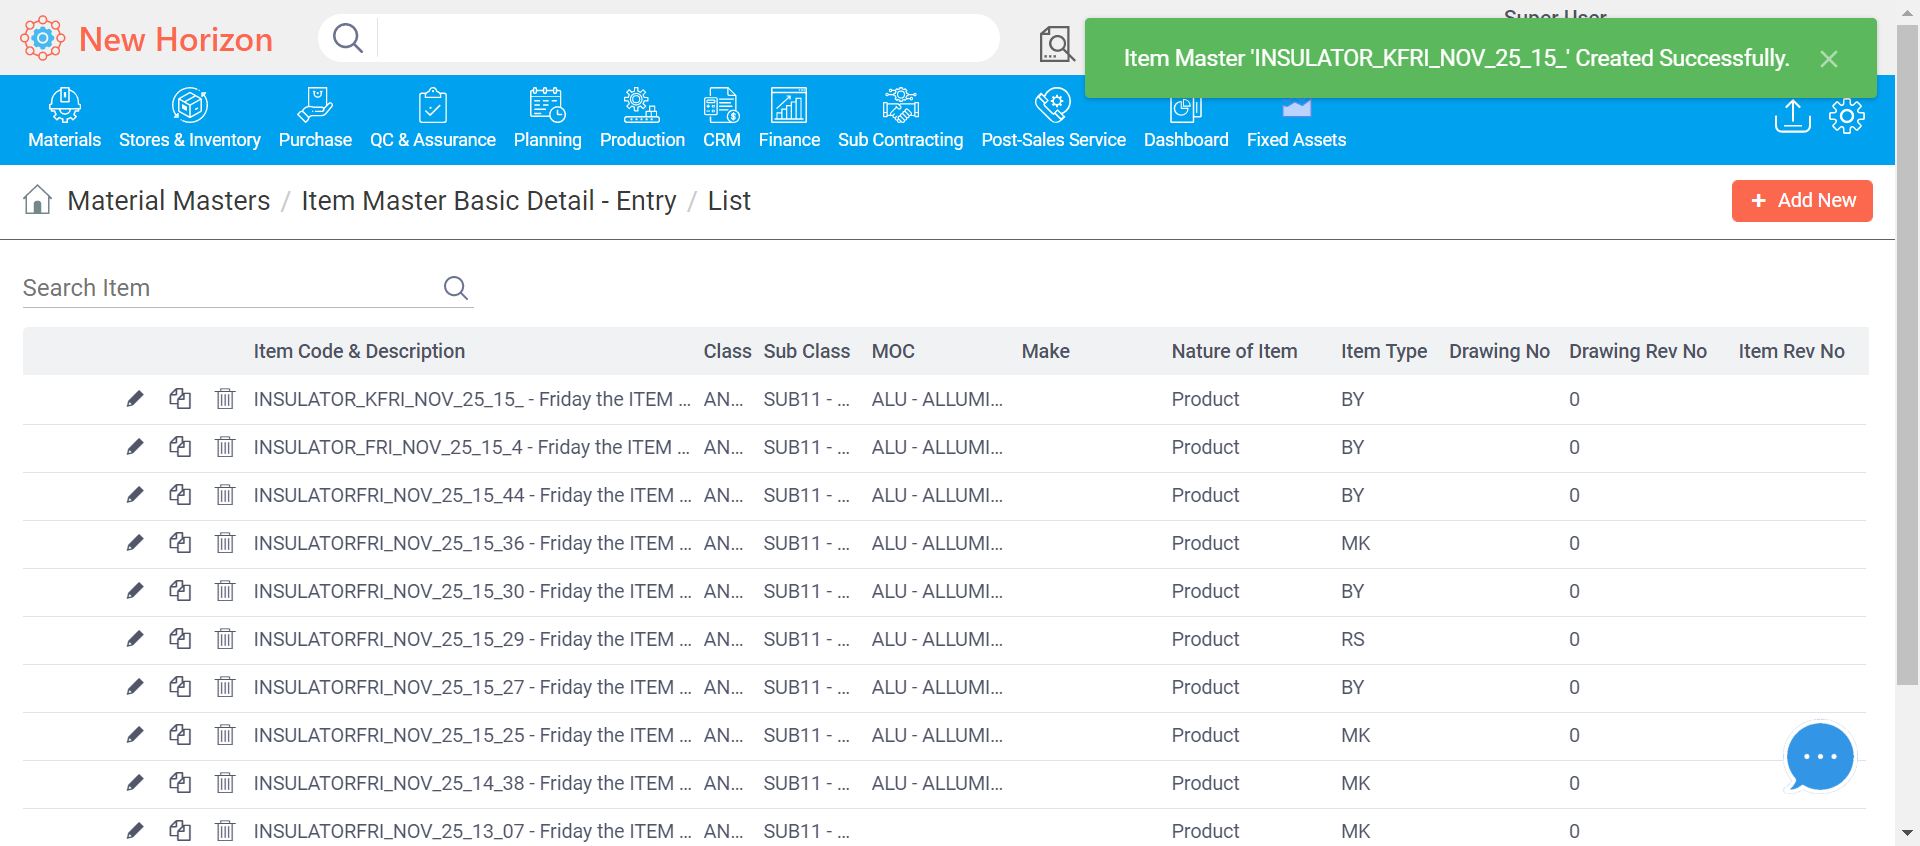 New Horizon
Super User
Item Master 'INSULATOR_KFRI_NOV_25_15_' Created Successfully.
Materials Stores & Inventory Purchase QC & Assurance Planning Production CRM Finance Sub Contracting Post-Sales Service Dashboard Fixed Assets
Material Masters / Item Master Basic Detail - Entry / List
+ Add New
Search Item
Item Code & Description Class Sub Class MOC Make Nature of Item Item Type Drawing No Drawing Rev No Item Rev No
INSULATOR_KFRI_NOV_25_15_ - Friday the ITEM ... AN... SUB11 - ... ALU - ALLUMI... Product BY 0
INSULATOR_FRI_NOV_25_15_4 - Friday the ITEM ... AN... SUB11 - ... ALU - ALLUMI... Product BY 0
INSULATORFRI_NOV_25_15_44 - Friday the ITEM ... AN... SUB11 - ... ALU - ALLUMI... Product BY 0
INSULATORFRI_NOV_25_15_36 - Friday the ITEM ... AN... SUB11 - ... ALU - ALLUMI... Product MK 0
INSULATORFRI_NOV_25_15_30 - Friday the ITEM ... AN... SUB11 - ... ALU - ALLUMI... Product BY 0
INSULATORFRI_NOV_25_15_29 - Friday the ITEM ... AN... SUB11 - ... ALU - ALLUMI... Product RS 0
INSULATORFRI_NOV_25_15_27 - Friday the ITEM ... AN... SUB11 - ... ALU - ALLUMI... Product BY 0
INSULATORFRI_NOV_25_15_25 - Friday the ITEM ... AN... SUB11 - ... ALU - ALLUMI... Product MK 0
INSULATORFRI_NOV_25_14_38 - Friday the ITEM ... AN... SUB11 - ... ALU - ALLUMI... Product MK 0
INSULATORFRI_NOV_25_13_07 - Friday the ITEM ... AN... SUB11 - ... Product MK 0